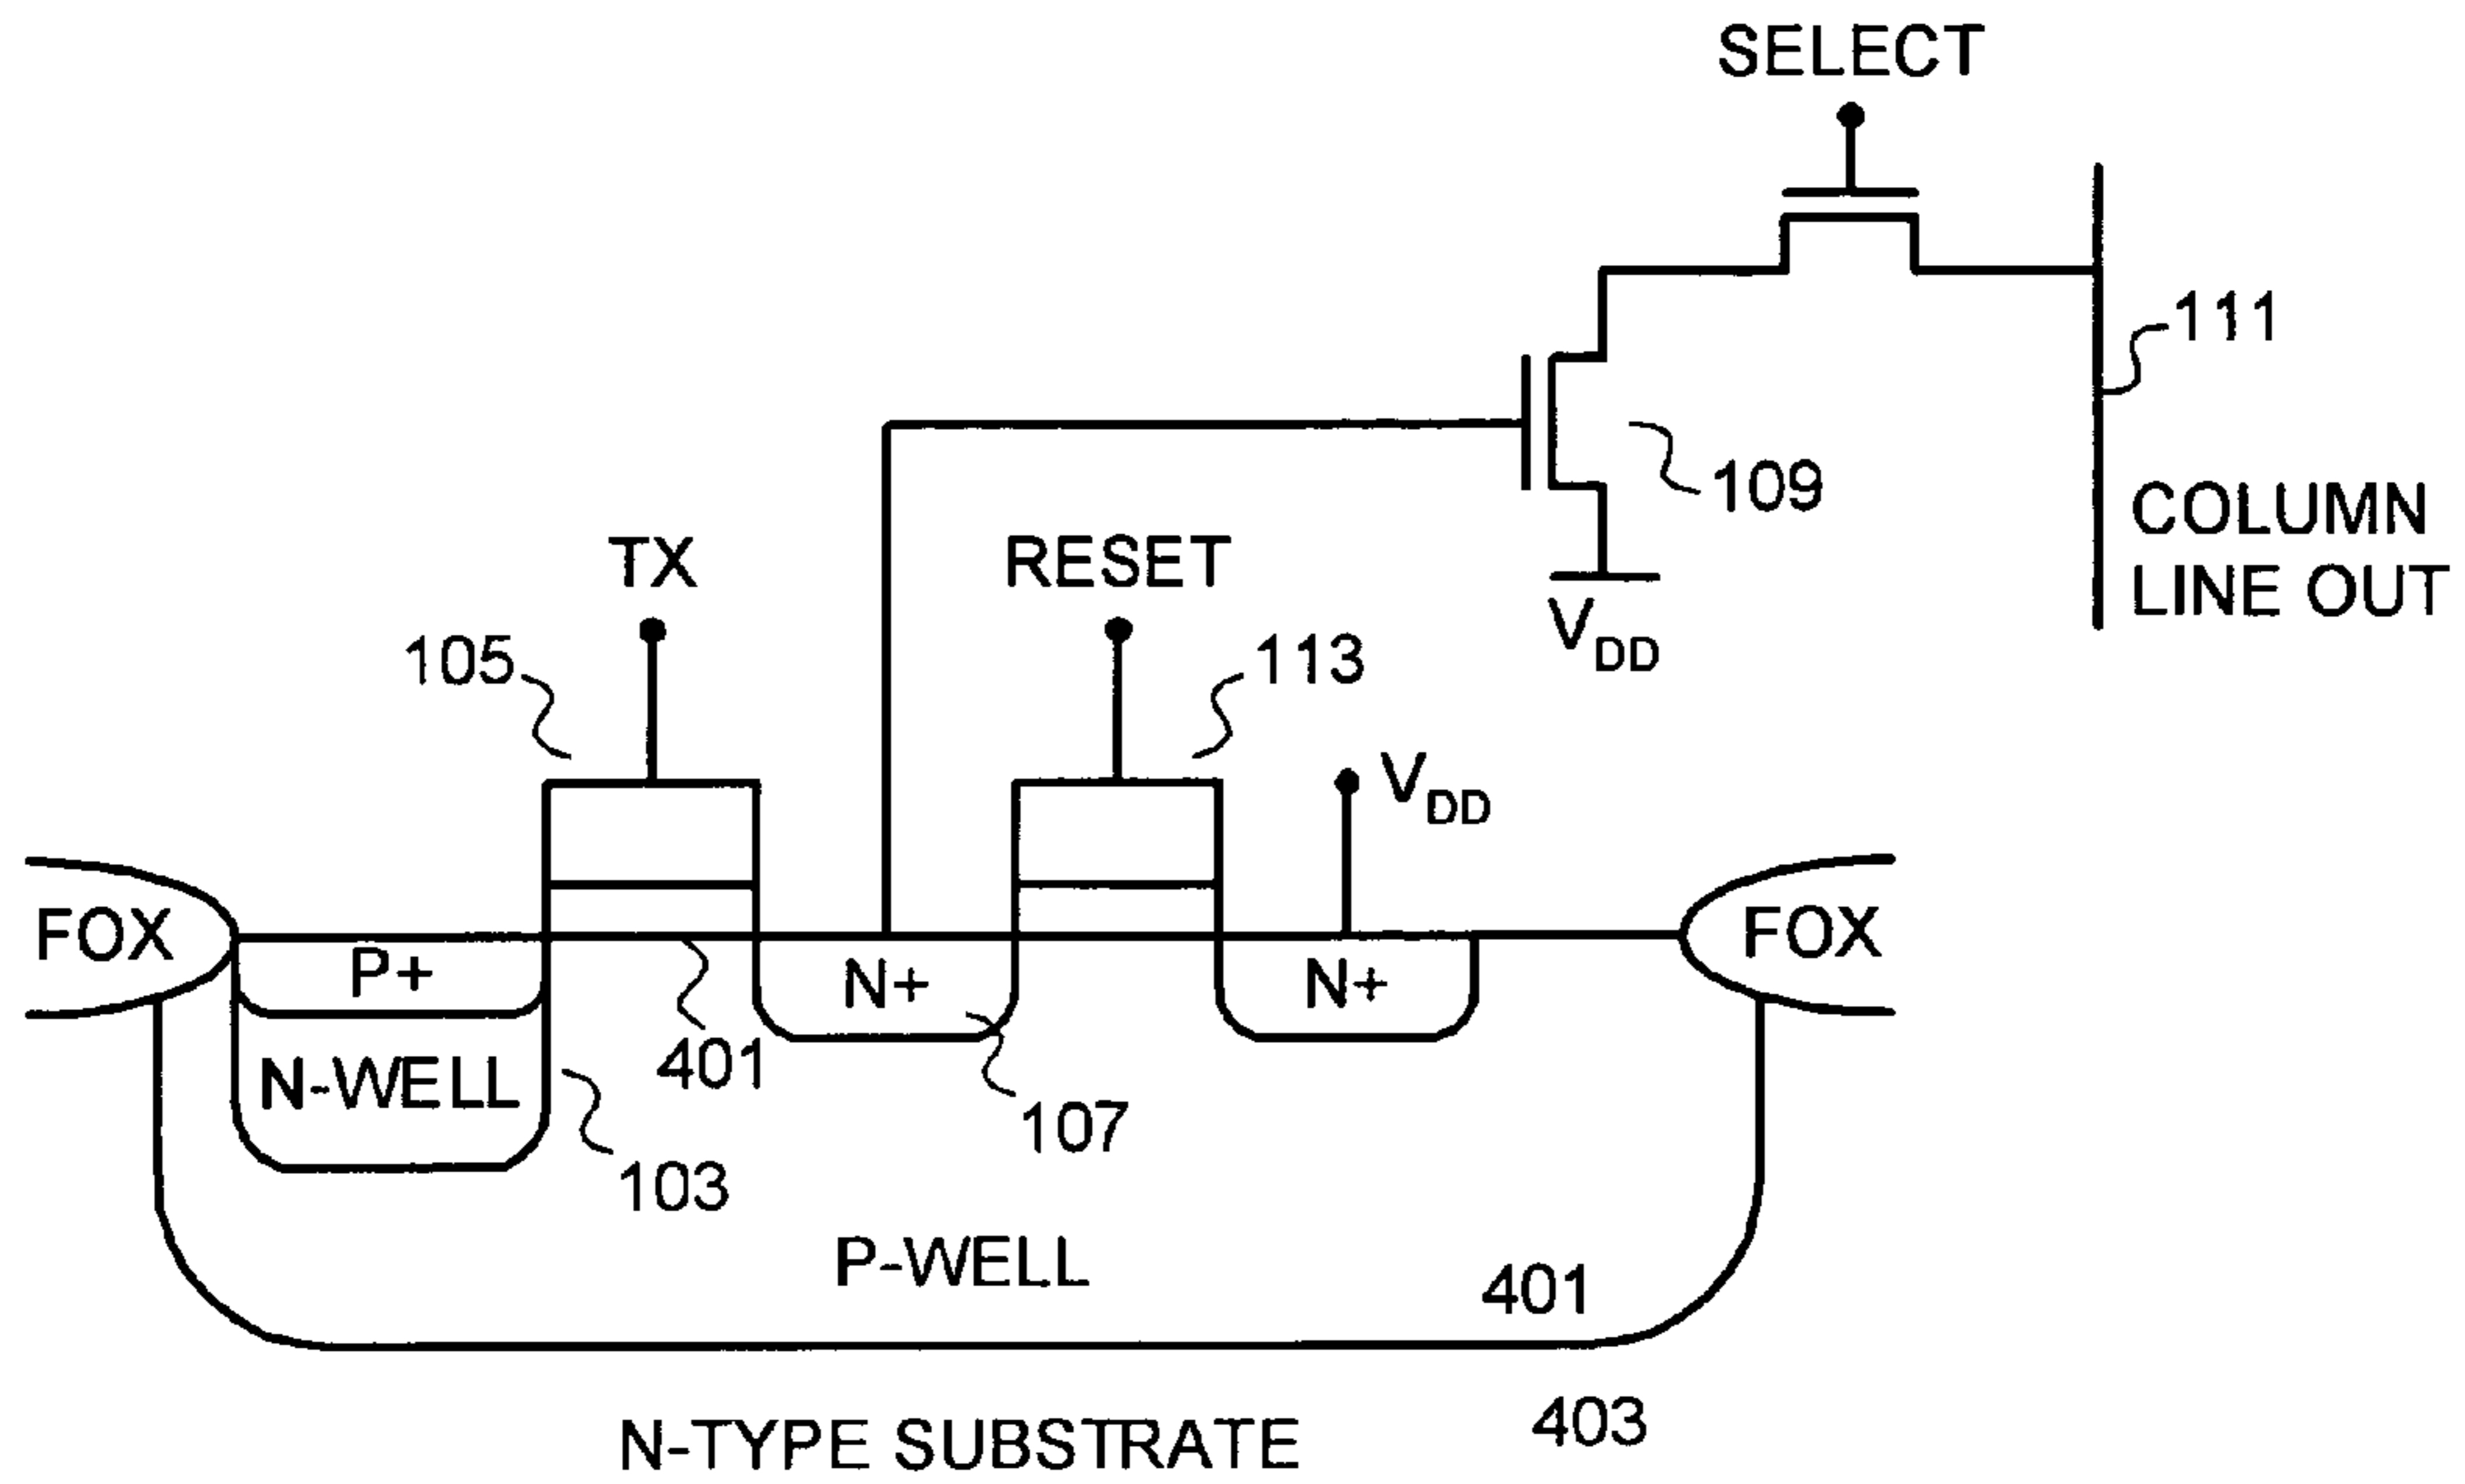 SELECT
111
109
COLUMN
LINE OUT
TX
RESET
V_DD
105
113
V_DD
FOX
FOX
P+
N+
N+
401
N-WELL
107
103
P-WELL
401
403
N-TYPE SUBSTRATE